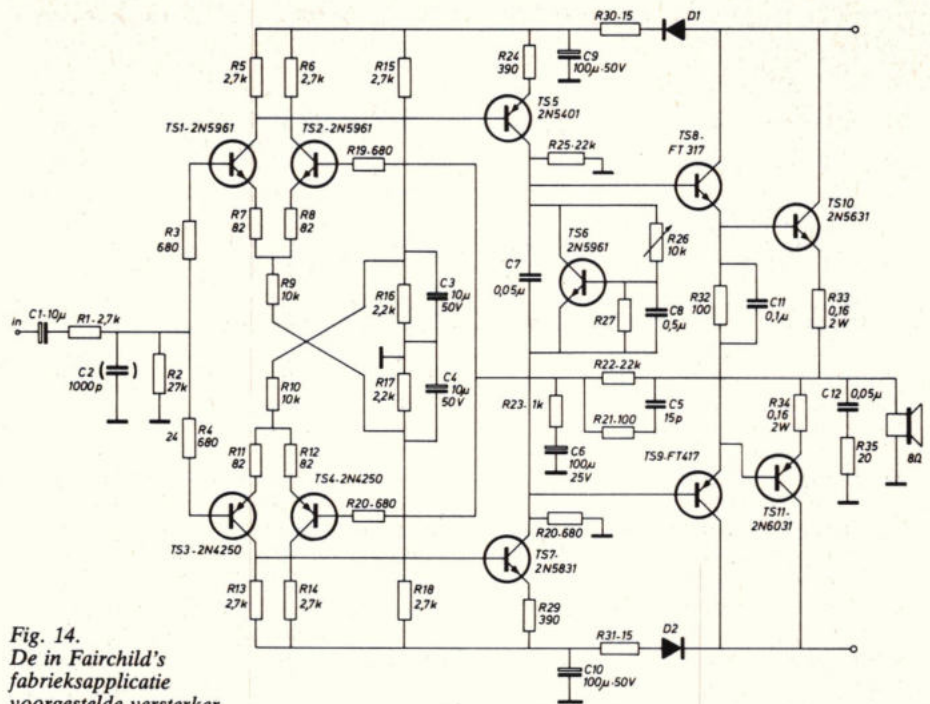 R30-15
D1
R5
2,7k
R6
2,7k
R15
2,7k
R24
390
C9
100µ-50V
TS1-2N5961
TS2-2N5961
TS5
2N5401
R19-680
R25-22k
TS8-
FT 317
TS10
2N5631
R3
680
R7
82
R8
82
TS6
2N5961
R26
10k
R9
10k
C7
0,05µ
R16
2,2k
C3
10µ
50V
R27
C8
0,5µ
R32
100
C11
0,1µ
R33
0,16
2W
in
C1-10µ
R1-2,7k
C2
1000p
R2
27k
R10
10k
R17
2,2k
C4
10µ
50V
R22-22k
R23-1k
R21-100
C5
15p
R34
0,16
2W
C12
0,05µ
R35
20
8Ω
R4
680
24
R11
82
R12
82
C6
100µ
25V
TS9-FT417
TS4-2N4250
R20-680
TS11-
2N6031
TS3-2N4250
R20-680
TS7-
2N5831
R13
2,7k
R14
2,7k
R18
2,7k
R29
390
R31-15
D2
C10
100µ-50V
Fig. 14.
De in Fairchild's
fabrieksapplicatie
voorgestelde versterker